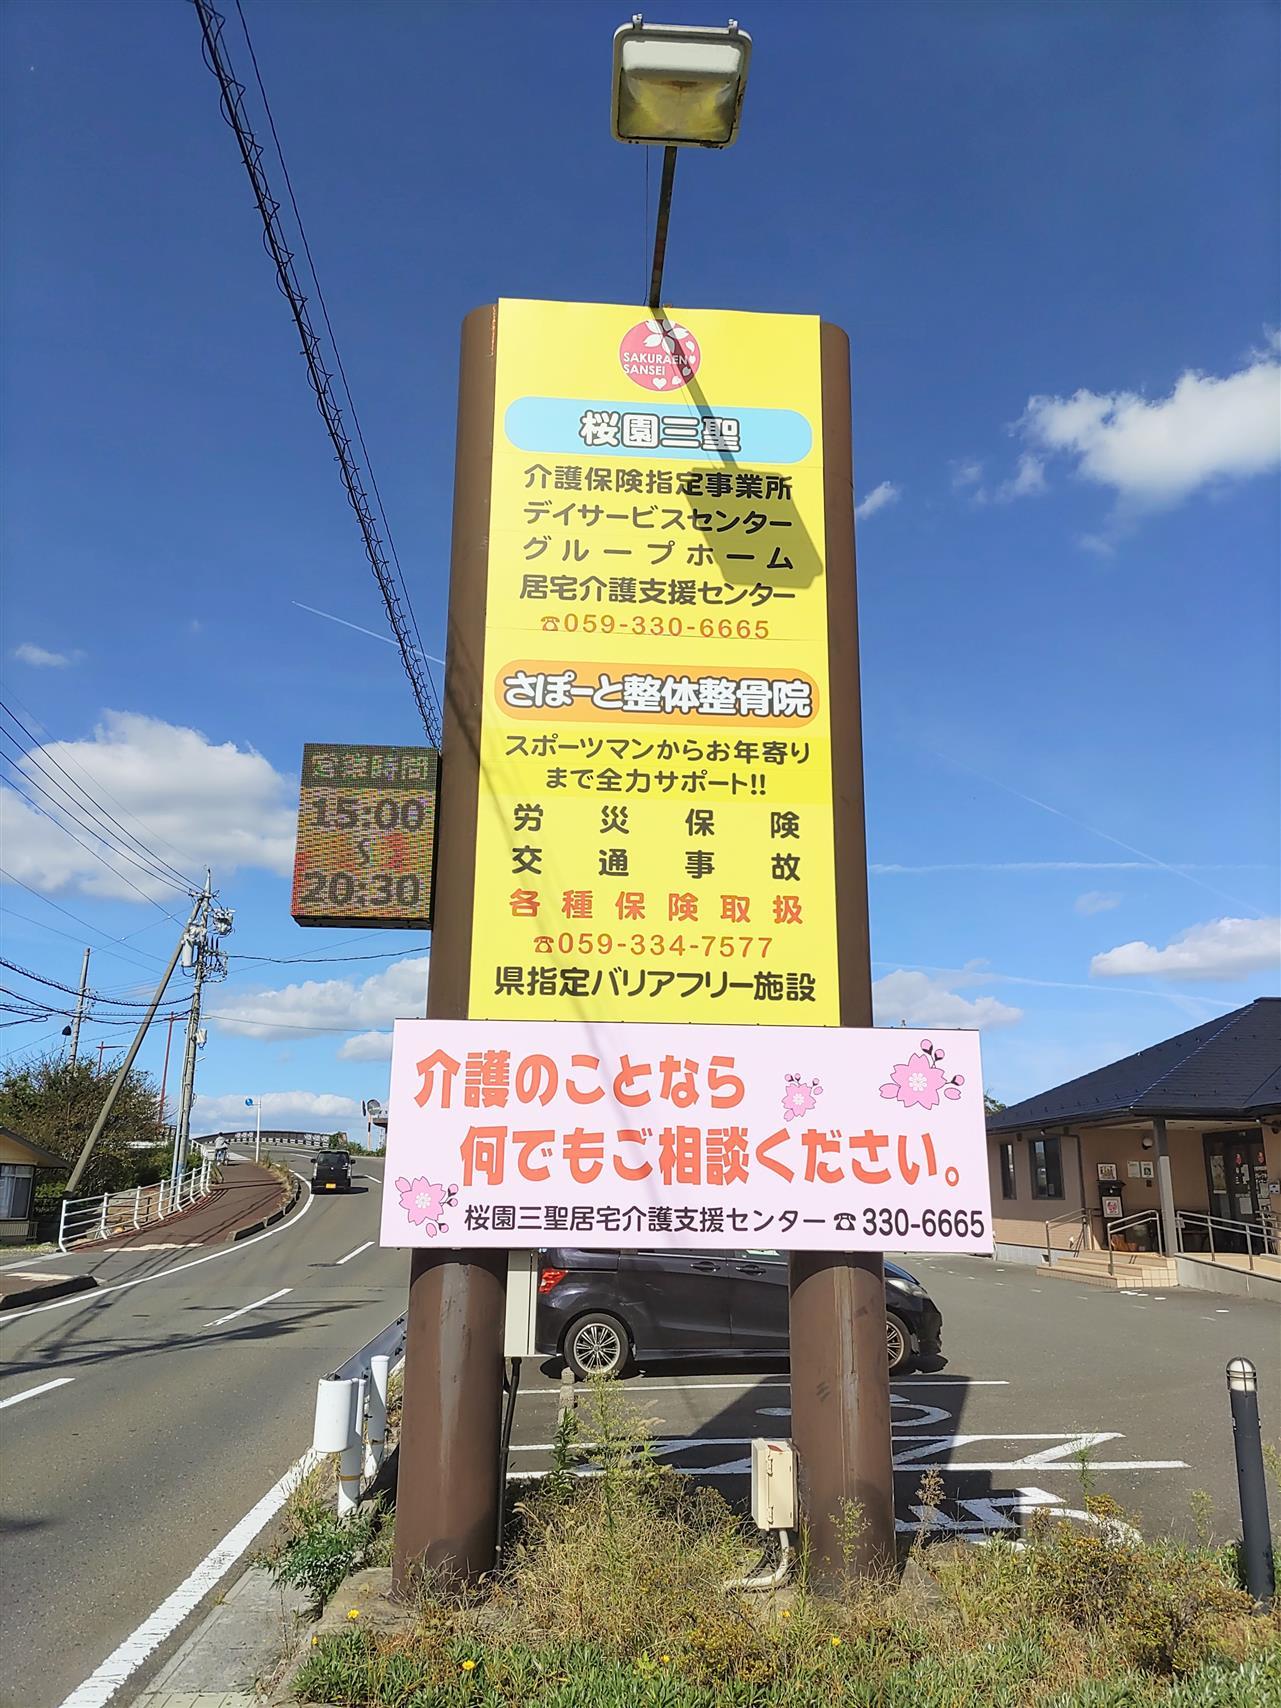 SAKURAEN
SANSEI
桜園三聖
介護保険指定事業所
デイサービスセンター
グループホーム
居宅介護支援センター
☎059-330-6665
さぽーと整体整骨院
スポーツマンからお年寄り
まで全力サポート!!
労災保険
交通事故
各種保険取扱
☎059-334-7577
県指定バリアフリー施設
営業時間
15:00
~
20:30
介護のことなら
何でもご相談ください。
桜園三聖居宅介護支援センター☎330-6665